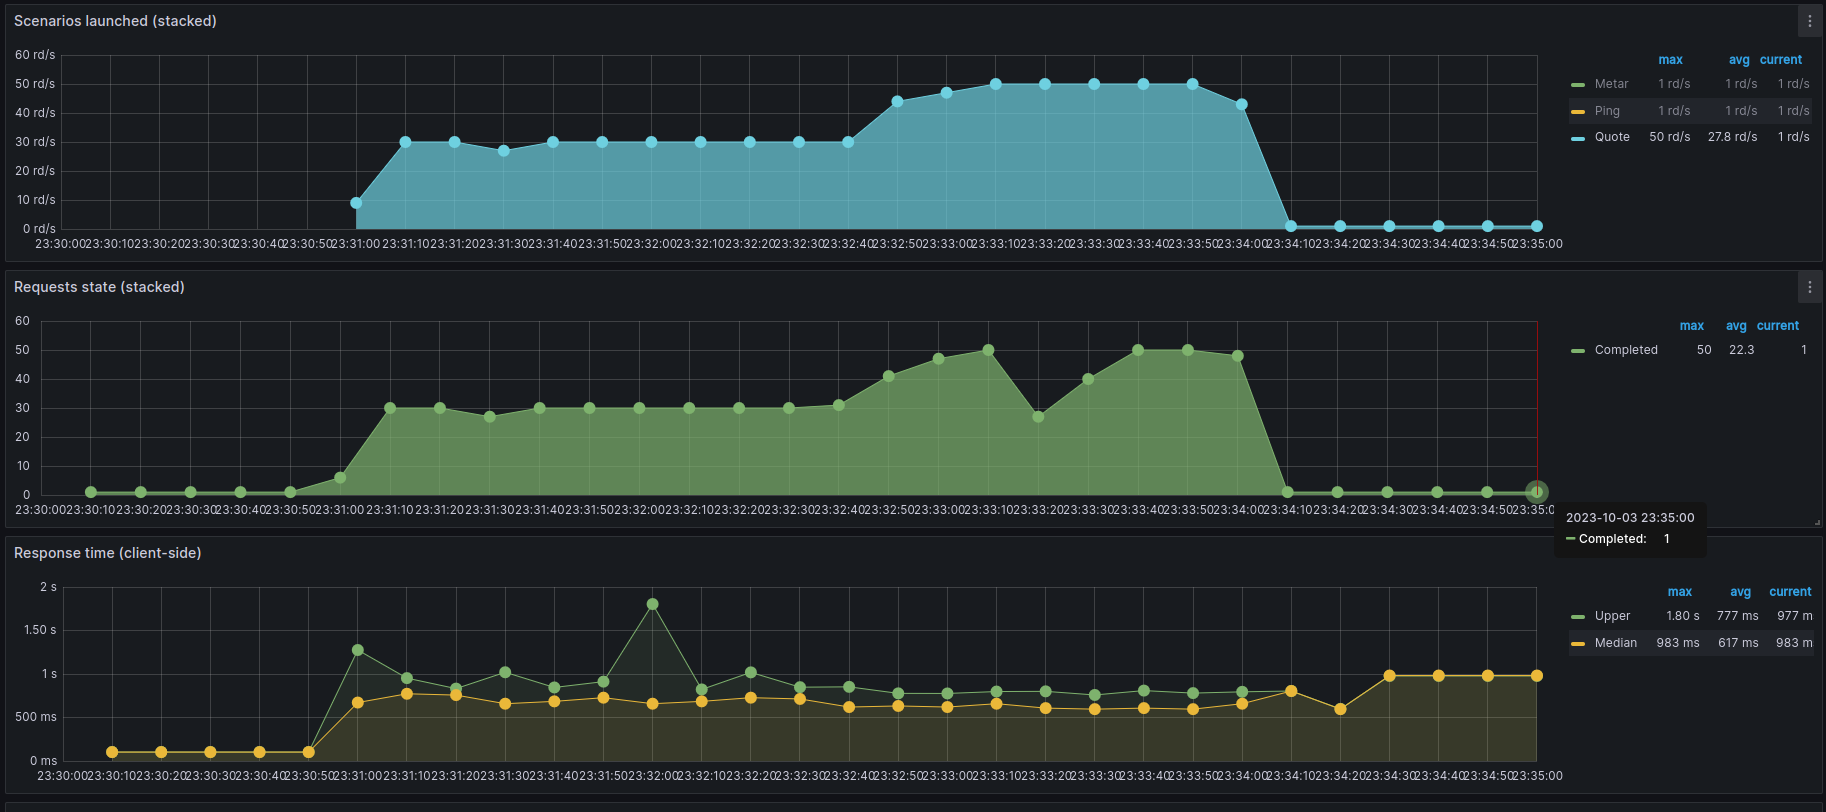 Scenarios launched (stacked)
60 rd/s
50 rd/s
40 rd/s
30 rd/s
20 rd/s
10 rd/s
0 rd/s
23:30:00 23:30:10 23:30:20 23:30:30 23:30:40 23:30:50 23:31:00 23:31:10 23:31:20 23:31:30 23:31:40 23:31:50 23:32:00 23:32:10 23:32:20 23:32:30 23:32:40 23:32:50 23:33:00 23:33:10 23:33:20 23:33:30 23:33:40 23:33:50 23:34:00 23:34:10 23:34:20 23:34:30 23:34:40 23:34:50 23:35:00
max avg current
Metar 1 rd/s 1 rd/s 1 rd/s
Ping 1 rd/s 1 rd/s 1 rd/s
Quote 50 rd/s 27.8 rd/s 1 rd/s
Requests state (stacked)
60
50
40
30
20
10
0
23:30:00 23:30:10 23:30:20 23:30:30 23:30:40 23:30:50 23:31:00 23:31:10 23:31:20 23:31:30 23:31:40 23:31:50 23:32:00 23:32:10 23:32:20 23:32:30 23:32:40 23:32:50 23:33:00 23:33:10 23:33:20 23:33:30 23:33:40 23:33:50 23:34:00 23:34:10 23:34:20 23:34:30 23:34:40 23:34:50 23:35:0
max avg current
Completed 50 22.3 1
2023-10-03 23:35:00
Completed: 1
Response time (client-side)
2 s
1.50 s
1 s
500 ms
0 ms
23:30:00 23:30:10 23:30:20 23:30:30 23:30:40 23:30:50 23:31:00 23:31:10 23:31:20 23:31:30 23:31:40 23:31:50 23:32:00 23:32:10 23:32:20 23:32:30 23:32:40 23:32:50 23:33:00 23:33:10 23:33:20 23:33:30 23:33:40 23:33:50 23:34:00 23:34:10 23:34:20 23:34:30 23:34:40 23:34:50 23:35:00
max avg current
Upper 1.80 s 777 ms 977 m
Median 983 ms 617 ms 983 m